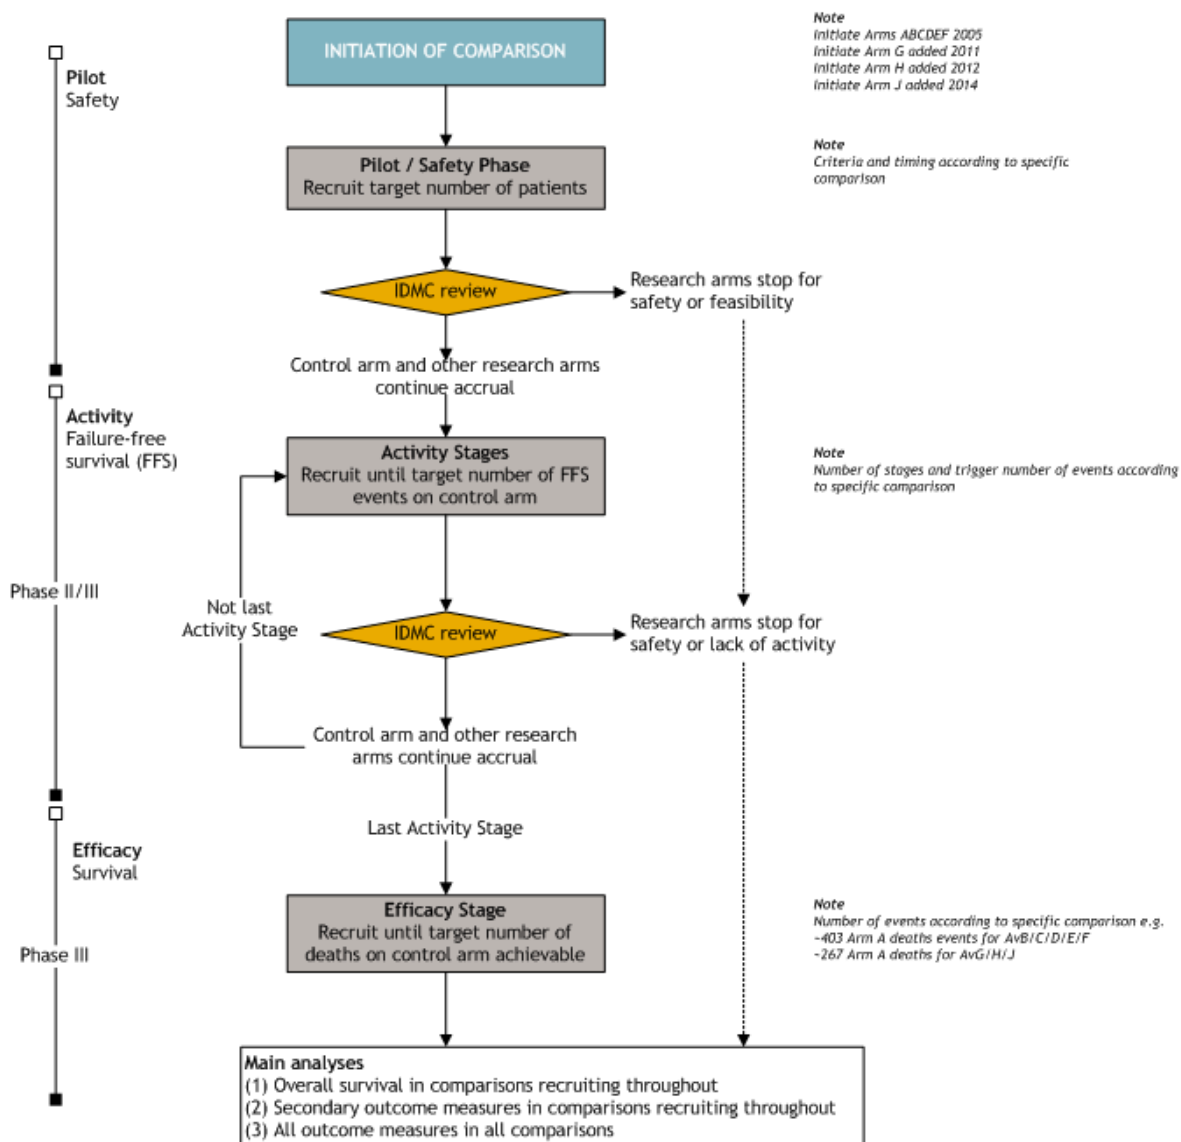 INITIATION OF COMPARISON
Note
Initiate Arms ABCDEF 2005
Initiate Arm G added 2011
Initiate Arm H added 2012
Initiate Arm J added 2014
Pilot
Safety
Note
Criteria and timing according to specific
comparison
Pilot / Safety Phase
Recruit target number of patients
IDMC review
Research arms stop for
safety or feasibility
Control arm and other research arms
continue accrual
Activity
Failure-free
survival (FFS)
Activity Stages
Recruit until target number of FFS
events on control arm
Note
Number of stages and trigger number of events according
to specific comparison
Phase II/III
Not last
Activity Stage
IDMC review
Research arms stop for
safety or lack of activity
Control arm and other research
arms continue accrual
Last Activity Stage
Efficacy
Survival
Efficacy Stage
Recruit until target number of
deaths on control arm achievable
Note
Number of events according to specific comparison e.g.
~403 Arm A deaths events for AvB/C/D/E/F
~267 Arm A deaths for AvG/H/J
Phase III
Main analyses
(1) Overall survival in comparisons recruiting throughout
(2) Secondary outcome measures in comparisons recruiting throughout
(3) All outcome measures in all comparisons